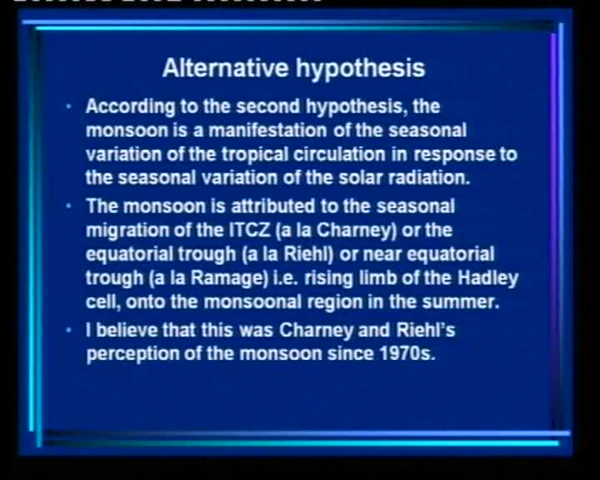 Alternative hypothesis
• According to the second hypothesis, the
monsoon is a manifestation of the seasonal
variation of the tropical circulation in response to
the seasonal variation of the solar radiation.
• The monsoon is attributed to the seasonal
migration of the ITCZ (a la Charney) or the
equatorial trough (a la Riehl) or near equatorial
trough (a la Ramage) i.e. rising limb of the Hadley
cell, onto the monsoonal region in the summer.
• I believe that this was Charney and Riehl's
perception of the monsoon since 1970s.